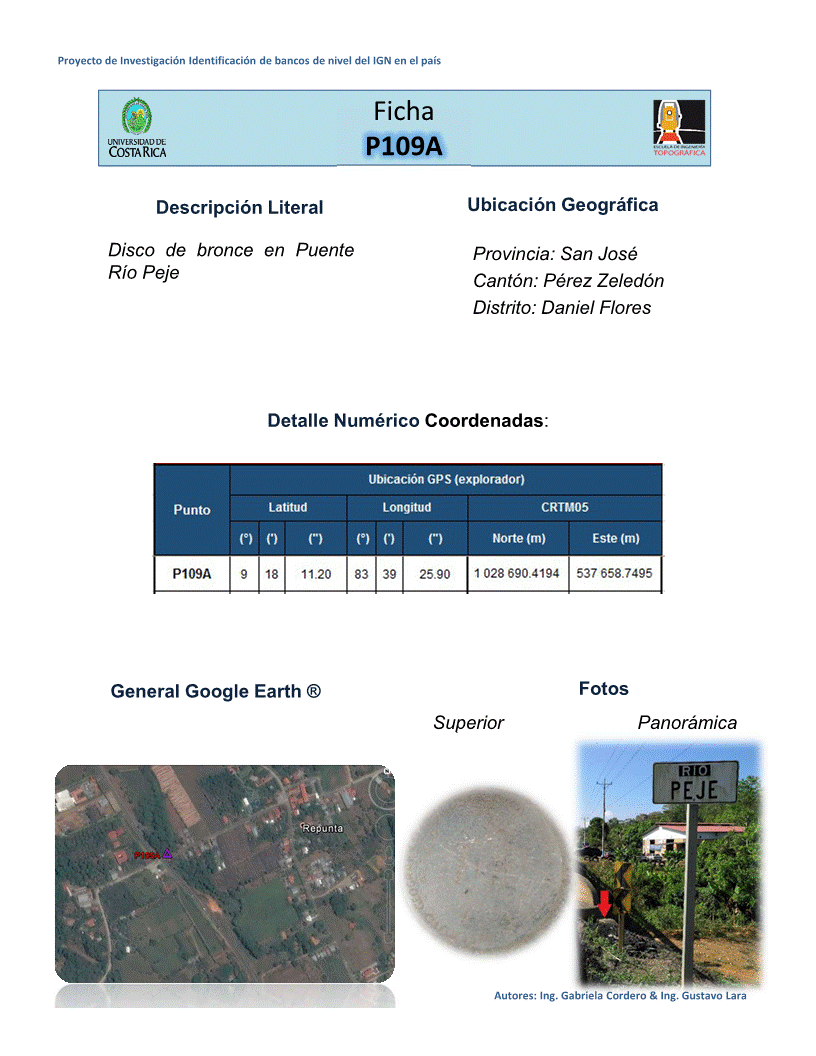 Proyecto de Investigación Identificación de bancos de nivel del IGN en el país
UNIVERSIDAD DE
COSTA RICA
Ficha
P109A
ESCUELA DE INGENIERÍA
TOPOGRÁFICA
Descripción Literal
Disco de bronce en Puente
Río Peje
Ubicación Geográfica
Provincia: San José
Cantón: Pérez Zeledón
Distrito: Daniel Flores
Detalle Numérico Coordenadas:
Punto
Ubicación GPS (explorador)
Latitud Longitud CRTM05
(°) (') (") (°) (') (") Norte (m) Este (m)
P109A 9 18 11.20 83 39 25.90 1 028 690.4194 537 658.7495
General Google Earth ®
Fotos
Superior Panorámica
Repunta
P109A
RIO
PEJE
Autores: Ing. Gabriela Cordero & Ing. Gustavo Lara